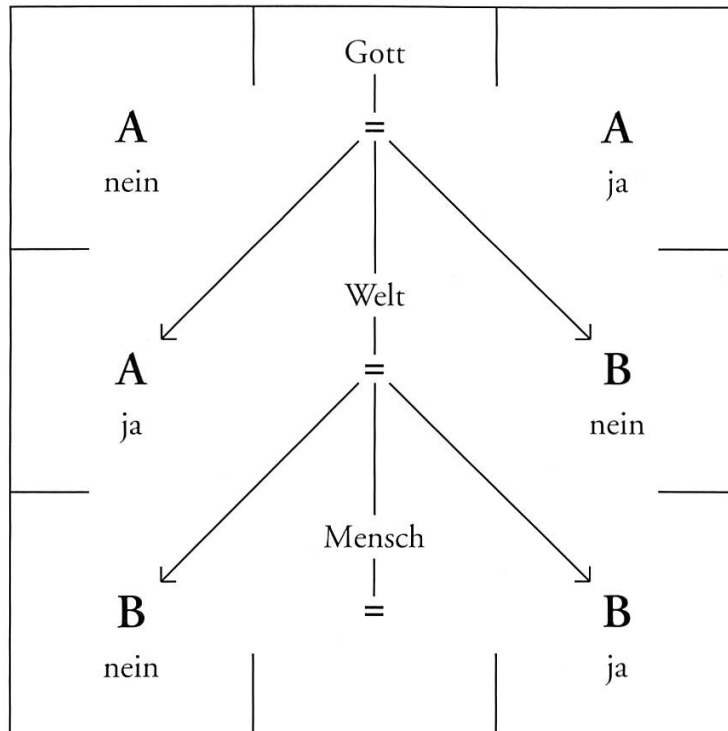 Gott
A = A
nein ja
Welt
A = B
ja nein
Mensch
B = B
nein ja